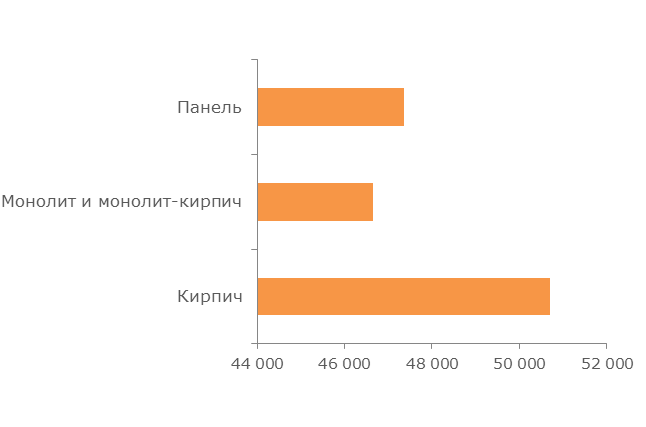 Панель
Монолит и монолит-кирпич
Кирпич
44 000 46 000 48 000 50 000 52 000